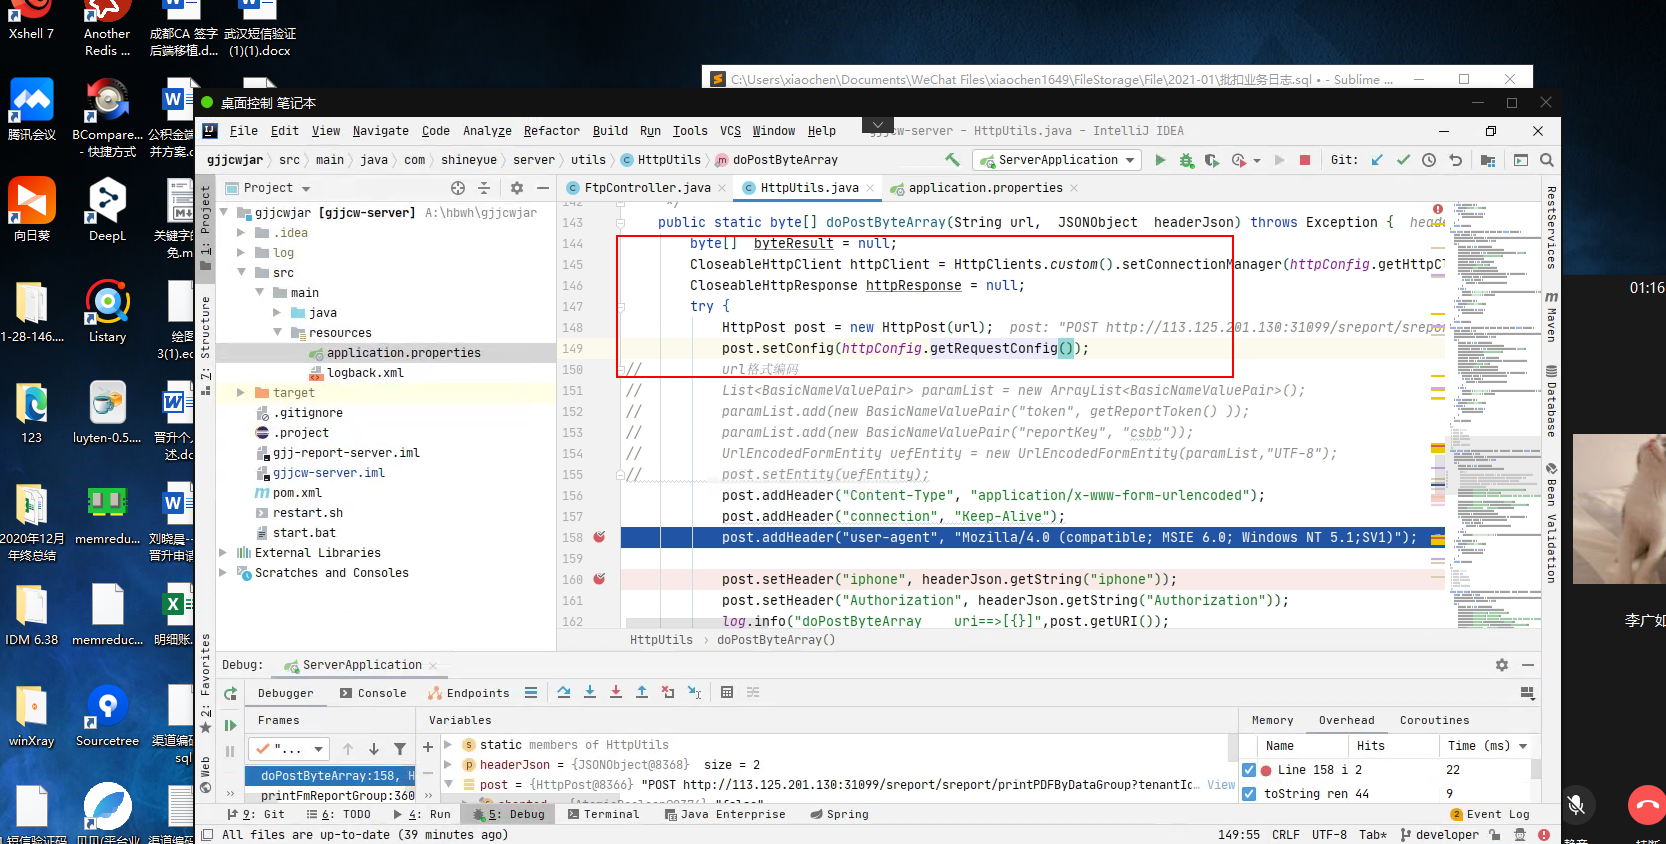 Xshell 7
Another
Redis ...
成都CA 签字
后端移植.d...
武汉短信验证
(1)(1).docx
腾讯会议
BCompare...
- 快捷方式
公积金端
并方案.d
向日葵
DeepL
关键字的
免.m
1-28-146....
Listary
绘图
3(1).ec
123
luyten-0.5....
晋升个人
述.dc
2020年12月
年终总结
memredu...
刘晓晨--
晋升申请
IDM 6.38
memreduc...
明细账.
winXray
Sourcetree
渠道编码
sql
C:\Users\xiaochen\Documents\WeChat Files\xiaochen1649\FileStorage\File\2021-01\批扣业务日志.sql • - Sublime ...
桌面控制 笔记本
File Edit View Navigate Code Analyze Refactor Build Run Tools VCS Window Help
gjjcw-server - HttpUtils.java - IntelliJ IDEA
gjjcwjar src main java com shineyue server utils HttpUtils doPostByteArray
ServerApplication
Git:
Project
FtpController.java
HttpUtils.java
application.properties
1: Project
7: Structure
2: Favorites
Web
gjjcwjar [gjjcw-server] A:\hbwh\gjjcwjar
.idea
log
src
main
java
resources
application.properties
logback.xml
target
.gitignore
.project
gjj-report-server.iml
gjjcw-server.iml
pom.xml
restart.sh
start.bat
External Libraries
Scratches and Consoles
142 */
143 public static byte[] doPostByteArray(String url, JSONObject headerJson) throws Exception { heade
144 byte[] byteResult = null;
145 CloseableHttpClient httpClient = HttpClients.custom().setConnectionManager(httpConfig.getHttpCl
146 CloseableHttpResponse httpResponse = null;
147 try {
148 HttpPost post = new HttpPost(url); post: "POST http://113.125.201.130:31099/sreport/srepor
149 post.setConfig(httpConfig.getRequestConfig());
150 // url格式编码
151 // List<BasicNameValuePair> paramList = new ArrayList<BasicNameValuePair>();
152 // paramList.add(new BasicNameValuePair("token", getReportToken() ));
153 // paramList.add(new BasicNameValuePair("reportKey", "csbb"));
154 // UrlEncodedFormEntity uefEntity = new UrlEncodedFormEntity(paramList,"UTF-8");
155 // post.setEntity(uefEntity);
156 post.addHeader("Content-Type", "application/x-www-form-urlencoded");
157 post.addHeader("connection", "Keep-Alive");
158 post.addHeader("user-agent", "Mozilla/4.0 (compatible; MSIE 6.0; Windows NT 5.1;SV1)");
159
160 post.setHeader("iphone", headerJson.getString("iphone"));
161 post.setHeader("Authorization", headerJson.getString("Authorization"));
162 log.info("doPostByteArray uri==>[{}]",post.getURI());
HttpUtils › doPostByteArray()
RestServices
Maven
Database
Bean Validation
01:16
李广如
Debug: ServerApplication
Debugger Console Endpoints
Frames
Variables
Memory Overhead Coroutines
"...
static members of HttpUtils
headerJson = {JSONObject@8368} size = 2
post = {HttpPost@8366} "POST http://113.125.201.130:31099/sreport/sreport/printPDFByDataGroup?tenantId... View
doPostByteArray:158, H
printFmReportGroup:360
Name Hits Time (ms)
Line 158 i 2 22
toString ren 44 9
9: Git 6: TODO 4: Run 5: Debug Terminal Java Enterprise Spring
2 Event Log
All files are up-to-date (39 minutes ago)
149:55 CRLF UTF-8 Tab* developer